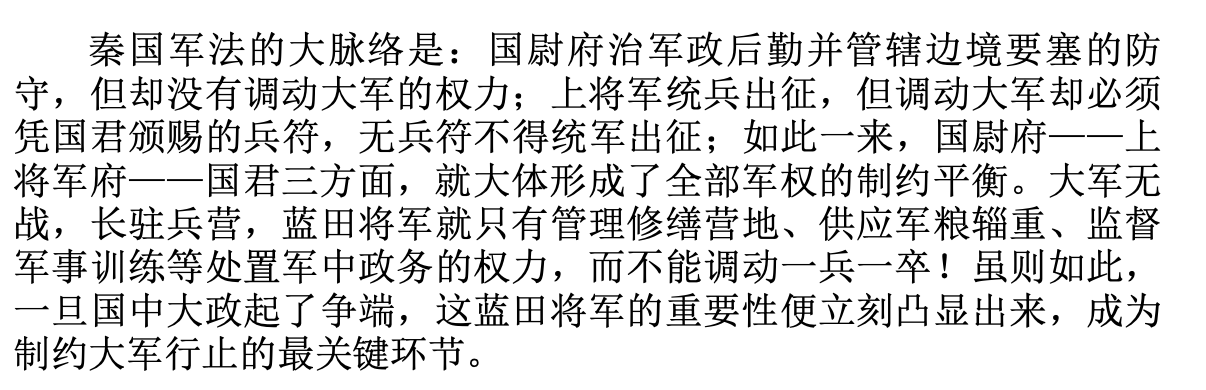 秦国军法的大脉络是：国尉府治军政后勤并管辖边境要塞的防
守，但却没有调动大军的权力；上将军统兵出征，但调动大军却必须
凭国君颁赐的兵符，无兵符不得统军出征；如此一来，国尉府——上
将军府——国君三方面，就大体形成了全部军权的制约平衡。大军无
战，长驻兵营，蓝田将军就只有管理修缮营地、供应军粮辎重、监督
军事训练等处置军中政务的权力，而不能调动一兵一卒！虽则如此，
一旦国中大政起了争端，这蓝田将军的重要性便立刻凸显出来，成为
制约大军行止的最关键环节。